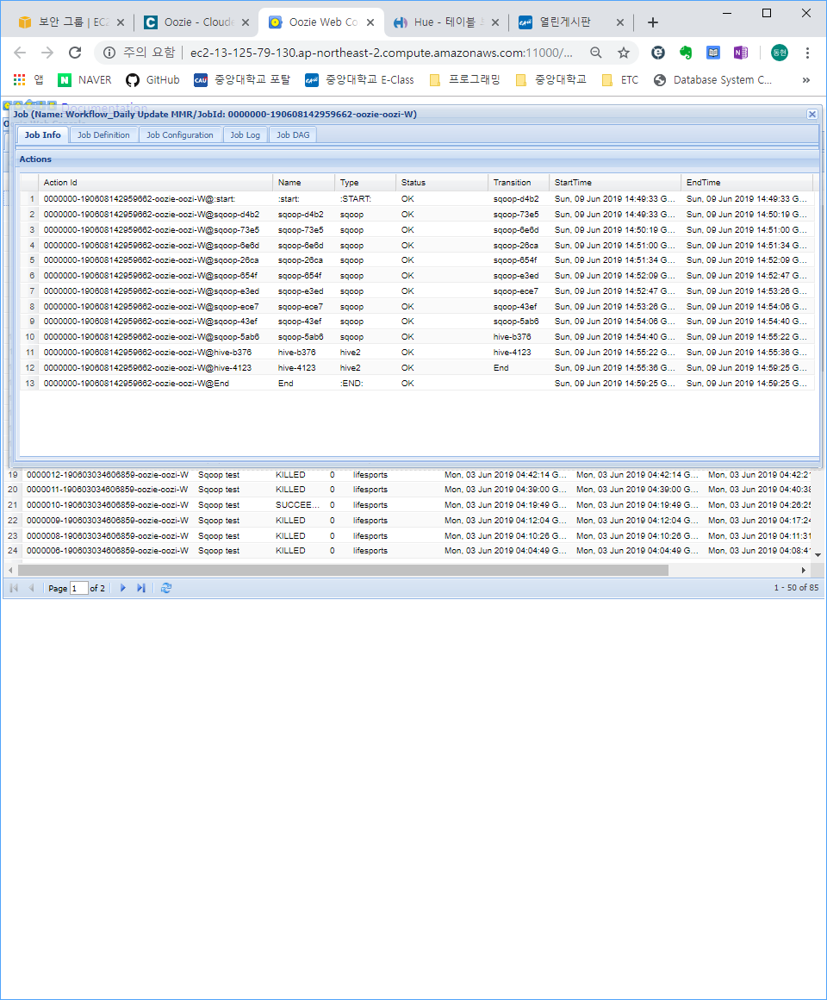 보안 그룹 | EC2
Oozie - Cloude
Oozie Web Co
Hue - 테이블
열린게시판
주의 요함 | ec2-13-125-79-130.ap-northeast-2.compute.amazonaws.com:11000/...
동현
앱 NAVER GitHub CAU 중앙대학교 포탈 CAU 중앙대학교 E-Class 프로그래밍 중앙대학교 ETC Database System C... »
Documentation
Job (Name: Workflow_Daily Update MMR/JobId: 0000000-190608142959662-oozie-oozi-W)
Job Info Job Definition Job Configuration Job Log Job DAG
Actions
Action Id Name Type Status Transition StartTime EndTime
1 0000000-190608142959662-oozie-oozi-W@:start: :start: :START: OK sqoop-d4b2 Sun, 09 Jun 2019 14:49:33 G... Sun, 09 Jun 2019 14:49:33 G...
2 0000000-190608142959662-oozie-oozi-W@sqoop-d4b2 sqoop-d4b2 sqoop OK sqoop-73e5 Sun, 09 Jun 2019 14:49:33 G... Sun, 09 Jun 2019 14:50:19 G...
3 0000000-190608142959662-oozie-oozi-W@sqoop-73e5 sqoop-73e5 sqoop OK sqoop-6e6d Sun, 09 Jun 2019 14:50:19 G... Sun, 09 Jun 2019 14:51:00 G...
4 0000000-190608142959662-oozie-oozi-W@sqoop-6e6d sqoop-6e6d sqoop OK sqoop-26ca Sun, 09 Jun 2019 14:51:00 G... Sun, 09 Jun 2019 14:51:34 G...
5 0000000-190608142959662-oozie-oozi-W@sqoop-26ca sqoop-26ca sqoop OK sqoop-654f Sun, 09 Jun 2019 14:51:34 G... Sun, 09 Jun 2019 14:52:09 G...
6 0000000-190608142959662-oozie-oozi-W@sqoop-654f sqoop-654f sqoop OK sqoop-e3ed Sun, 09 Jun 2019 14:52:09 G... Sun, 09 Jun 2019 14:52:47 G...
7 0000000-190608142959662-oozie-oozi-W@sqoop-e3ed sqoop-e3ed sqoop OK sqoop-ece7 Sun, 09 Jun 2019 14:52:47 G... Sun, 09 Jun 2019 14:53:26 G...
8 0000000-190608142959662-oozie-oozi-W@sqoop-ece7 sqoop-ece7 sqoop OK sqoop-43ef Sun, 09 Jun 2019 14:53:26 G... Sun, 09 Jun 2019 14:54:06 G...
9 0000000-190608142959662-oozie-oozi-W@sqoop-43ef sqoop-43ef sqoop OK sqoop-5ab6 Sun, 09 Jun 2019 14:54:06 G... Sun, 09 Jun 2019 14:54:40 G...
10 0000000-190608142959662-oozie-oozi-W@sqoop-5ab6 sqoop-5ab6 sqoop OK hive-b376 Sun, 09 Jun 2019 14:54:40 G... Sun, 09 Jun 2019 14:55:22 G...
11 0000000-190608142959662-oozie-oozi-W@hive-b376 hive-b376 hive2 OK hive-4123 Sun, 09 Jun 2019 14:55:22 G... Sun, 09 Jun 2019 14:55:36 G...
12 0000000-190608142959662-oozie-oozi-W@hive-4123 hive-4123 hive2 OK End Sun, 09 Jun 2019 14:55:36 G... Sun, 09 Jun 2019 14:59:25 G...
13 0000000-190608142959662-oozie-oozi-W@End End :END: OK Sun, 09 Jun 2019 14:59:25 G... Sun, 09 Jun 2019 14:59:25 G...
19 0000012-190603034606859-oozie-oozi-W Sqoop test KILLED 0 lifesports Mon, 03 Jun 2019 04:42:14 G... Mon, 03 Jun 2019 04:42:14 G... Mon, 03 Jun 2019 04:42:21
20 0000011-190603034606859-oozie-oozi-W Sqoop test KILLED 0 lifesports Mon, 03 Jun 2019 04:39:00 G... Mon, 03 Jun 2019 04:39:00 G... Mon, 03 Jun 2019 04:40:38
21 0000010-190603034606859-oozie-oozi-W Sqoop test SUCCEE... 0 lifesports Mon, 03 Jun 2019 04:19:49 G... Mon, 03 Jun 2019 04:19:49 G... Mon, 03 Jun 2019 04:26:25
22 0000009-190603034606859-oozie-oozi-W Sqoop test KILLED 0 lifesports Mon, 03 Jun 2019 04:12:04 G... Mon, 03 Jun 2019 04:12:04 G... Mon, 03 Jun 2019 04:17:24
23 0000008-190603034606859-oozie-oozi-W Sqoop test KILLED 0 lifesports Mon, 03 Jun 2019 04:10:26 G... Mon, 03 Jun 2019 04:10:26 G... Mon, 03 Jun 2019 04:11:31
24 0000006-190603034606859-oozie-oozi-W Sqoop test KILLED 0 lifesports Mon, 03 Jun 2019 04:04:49 G... Mon, 03 Jun 2019 04:04:49 G... Mon, 03 Jun 2019 04:08:41
Page 1 of 2
1 - 50 of 85